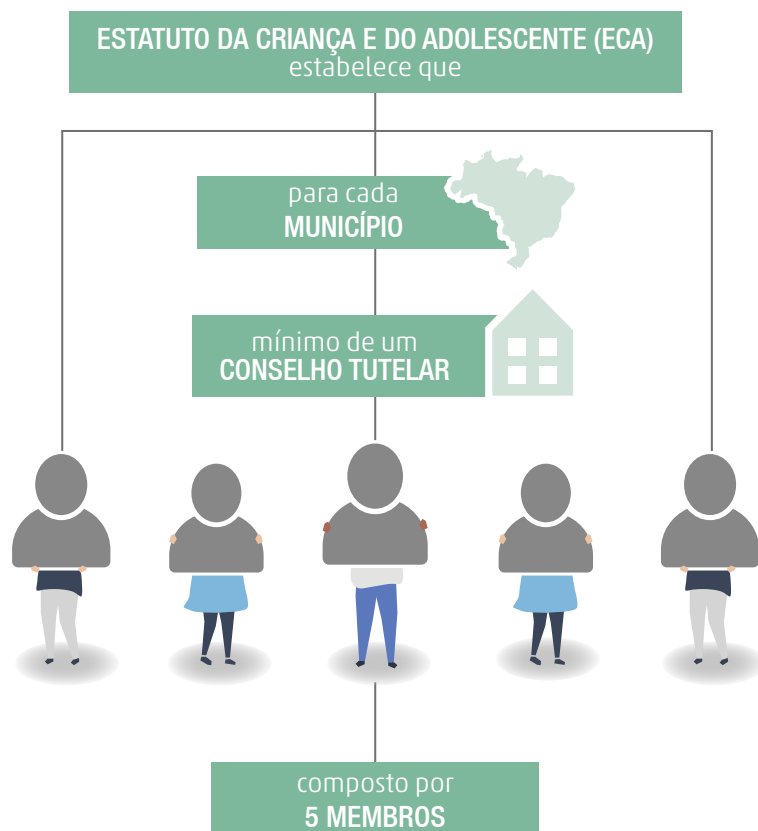 ESTATUTO DA CRIANÇA E DO ADOLESCENTE (ECA)
estabelece que
para cada
MUNICÍPIO
mínimo de um
CONSELHO TUTELAR
composto por
5 MEMBROS